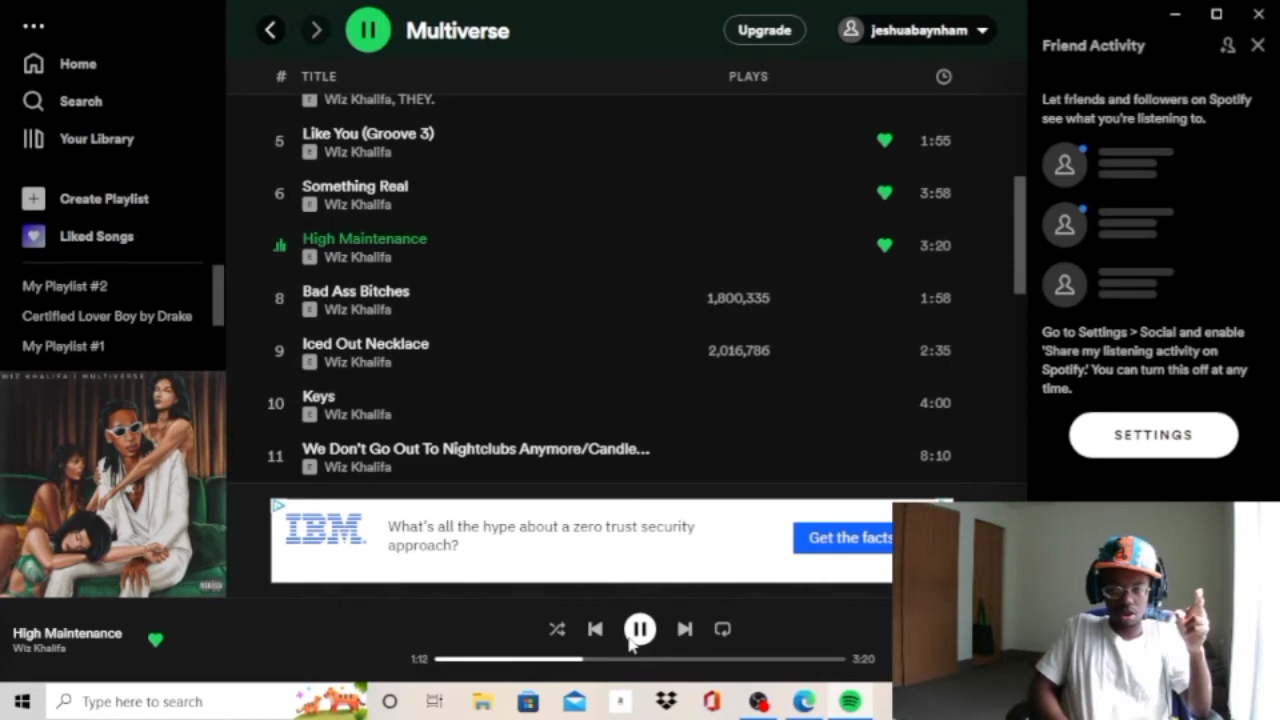 Home
Search
Your Library
Create Playlist
Liked Songs
My Playlist #2
Certified Lover Boy by Drake
My Playlist #1
WIZ KHALIFA | MULTIVERSE
High Maintenance
Wiz Khalifa
Multiverse
Upgrade
jeshuabaynham
# TITLE PLAYS
E Wiz Khalifa, THEY.
5 Like You (Groove 3) 1:55
E Wiz Khalifa
6 Something Real 3:58
E Wiz Khalifa
High Maintenance 3:20
E Wiz Khalifa
8 Bad Ass Bitches 1,800,335 1:58
E Wiz Khalifa
9 Iced Out Necklace 2,016,786 2:35
E Wiz Khalifa
10 Keys 4:00
E Wiz Khalifa
11 We Don't Go Out To Nightclubs Anymore/Candle... 8:10
E Wiz Khalifa
IBM.
What's all the hype about a zero trust security
approach?
Get the facts
1:12 3:20
Friend Activity
Let friends and followers on Spotify
see what you're listening to.
Go to Settings > Social and enable
'Share my listening activity on
Spotify.' You can turn this off at any
time.
SETTINGS
Type here to search